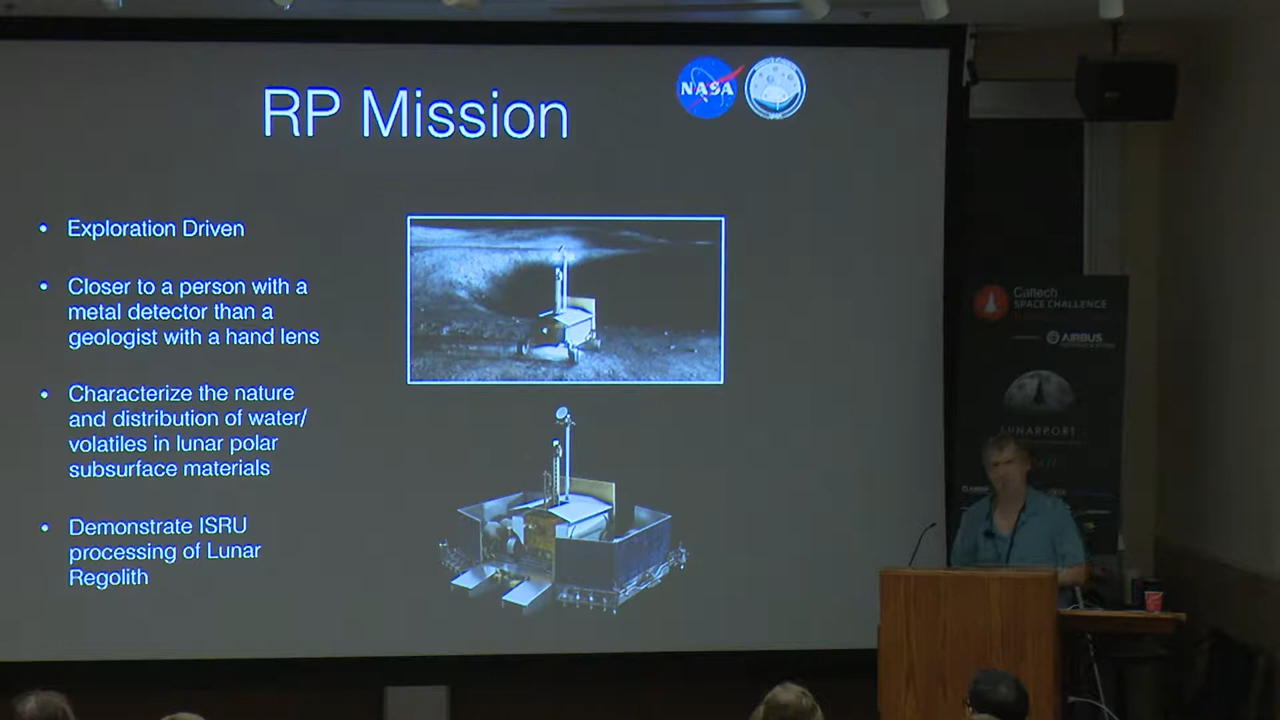 RP Mission
NASA
• Exploration Driven
• Closer to a person with a
metal detector than a
geologist with a hand lens
• Characterize the nature
and distribution of water/
volatiles in lunar polar
subsurface materials
• Demonstrate ISRU
processing of Lunar
Regolith
Caltech
SPACE CHALLENGE
AIRBUS
LUNARPORT